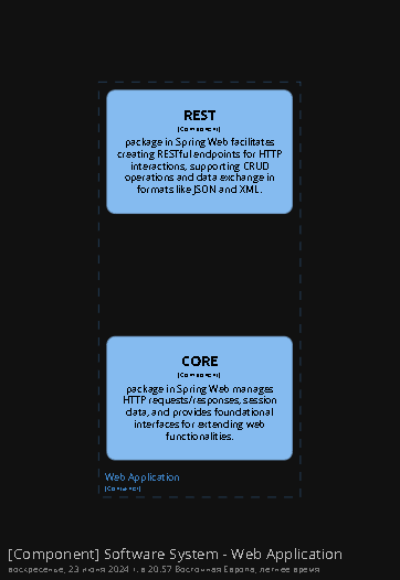 REST
[Component]
package in Spring Web facilitates
creating RESTful endpoints for HTTP
interactions, supporting CRUD
operations and data exchange in
formats like JSON and XML.
CORE
[Component]
package in Spring Web manages
HTTP requests/responses, session
data, and provides foundational
interfaces for extending web
functionalities.
Web Application
[Container]
[Component] Software System - Web Application
воскресенье, 23 июня 2024 г. в 20:57 Восточная Европа, летнее время